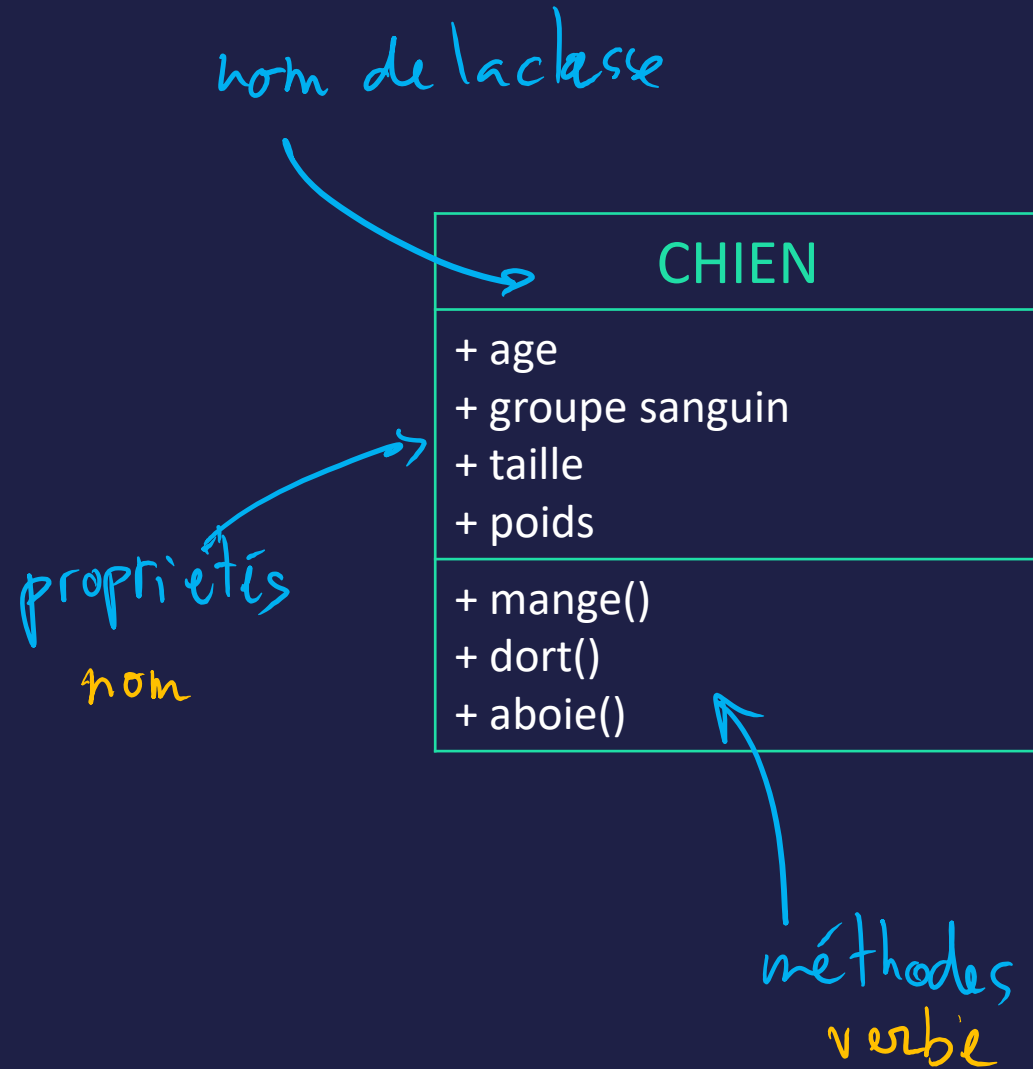 nom de la classe
CHIEN
+ age
+ groupe sanguin
+ taille
+ poids
propriétés
nom
+ mange()
+ dort()
+ aboie()
méthodes
verbe